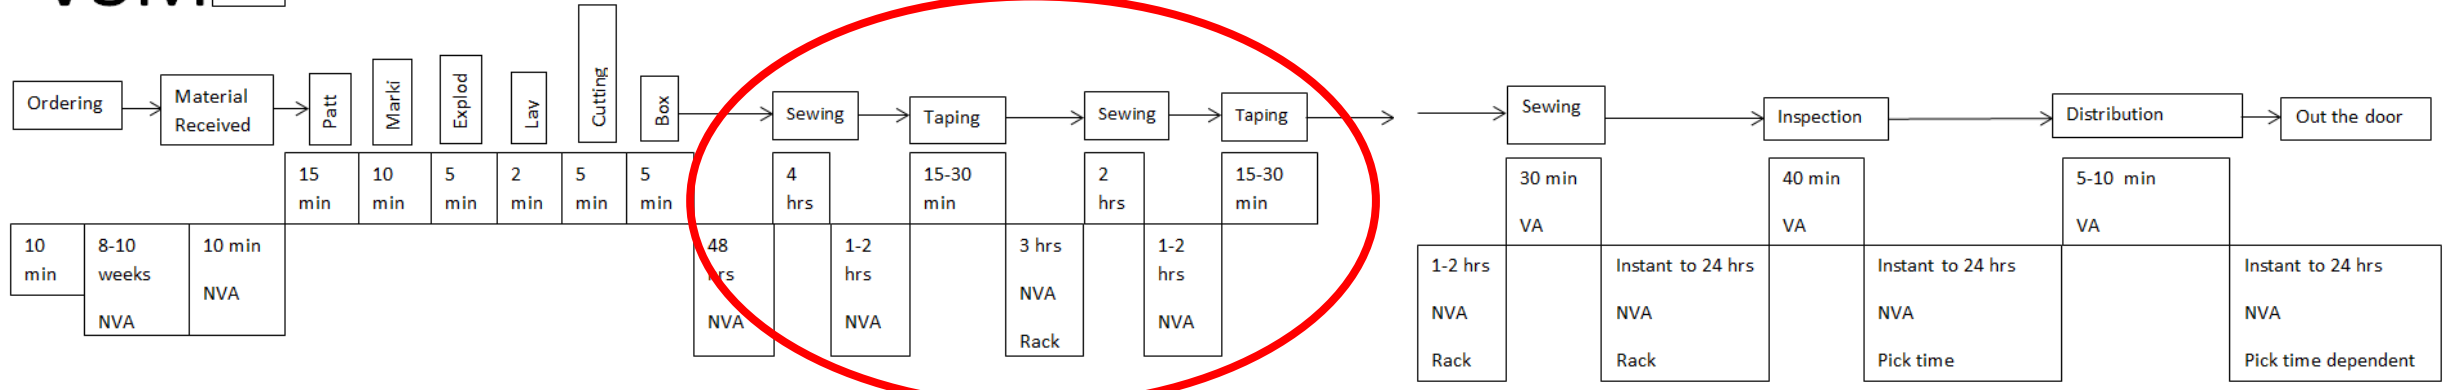 VSM
Ordering
Material
Received
Patt
Marki
Explod
Lay
Cutting
Box
Sewing
Taping
Sewing
Taping
Sewing
Inspection
Distribution
Out the door
15
min
10
min
5
min
2
min
5
min
5
min
4
hrs
15-30
min
2
hrs
15-30
min
30 min
VA
40 min
VA
5-10 min
VA
10
min
8-10
weeks
NVA
10 min
NVA
48
hrs
NVA
1-2
hrs
NVA
3 hrs
NVA
Rack
1-2
hrs
NVA
1-2 hrs
NVA
Rack
Instant to 24 hrs
NVA
Rack
Instant to 24 hrs
NVA
Pick time
Instant to 24 hrs
NVA
Pick time dependent